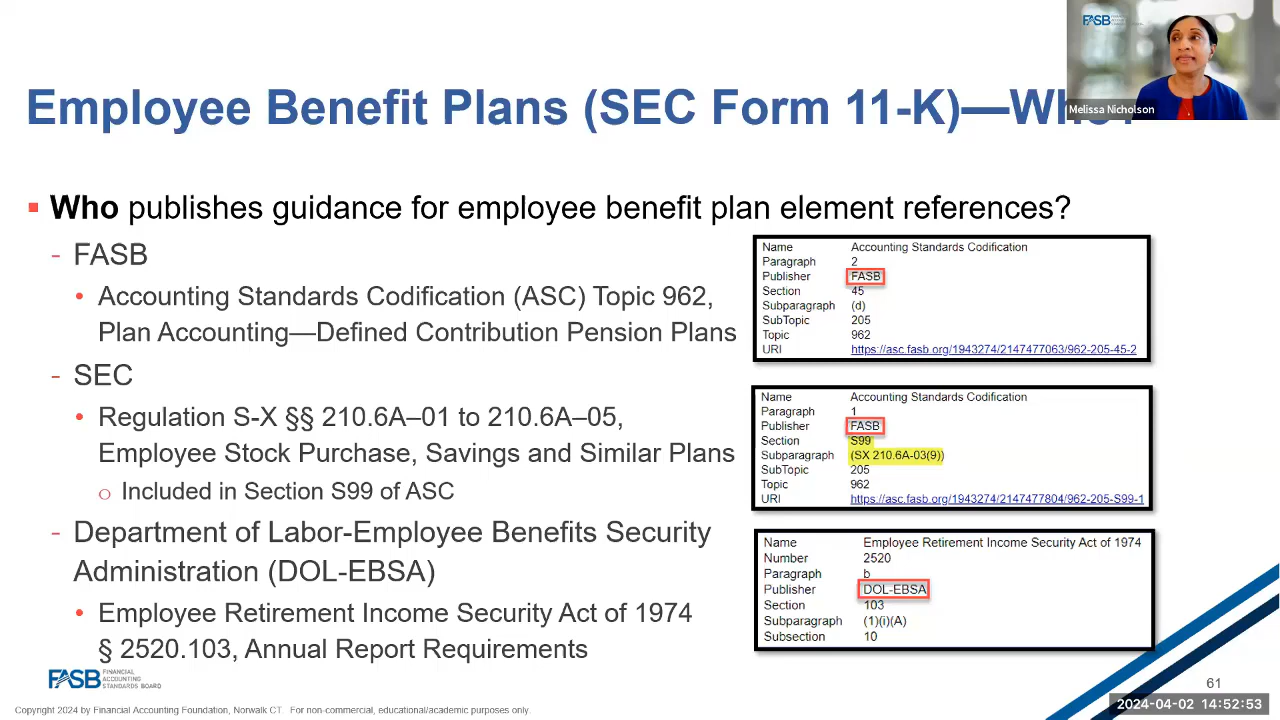 FASB
Melissa Nicholson
Employee Benefit Plans (SEC Form 11-K)—Who?
▪ Who publishes guidance for employee benefit plan element references?
- FASB
• Accounting Standards Codification (ASC) Topic 962,
Plan Accounting—Defined Contribution Pension Plans
- SEC
• Regulation S-X §§ 210.6A–01 to 210.6A–05,
Employee Stock Purchase, Savings and Similar Plans
o Included in Section S99 of ASC
- Department of Labor-Employee Benefits Security
Administration (DOL-EBSA)
• Employee Retirement Income Security Act of 1974
§ 2520.103, Annual Report Requirements
Name Accounting Standards Codification
Paragraph 2
Publisher FASB
Section 45
Subparagraph (d)
SubTopic 205
Topic 962
URI https://asc.fasb.org/1943274/2147477063/962-205-45-2
Name Accounting Standards Codification
Paragraph 1
Publisher FASB
Section S99
Subparagraph (SX 210.6A-03(9))
SubTopic 205
Topic 962
URI https://asc.fasb.org/1943274/2147477804/962-205-S99-1
Name Employee Retirement Income Security Act of 1974
Number 2520
Paragraph b
Publisher DOL-EBSA
Section 103
Subparagraph (1)(i)(A)
Subsection 10
FASB FINANCIAL
ACCOUNTING
STANDARDS BOARD
61
2024-04-02 14:52:53
Copyright 2024 by Financial Accounting Foundation, Norwalk CT. For non-commercial, educational/academic purposes only.